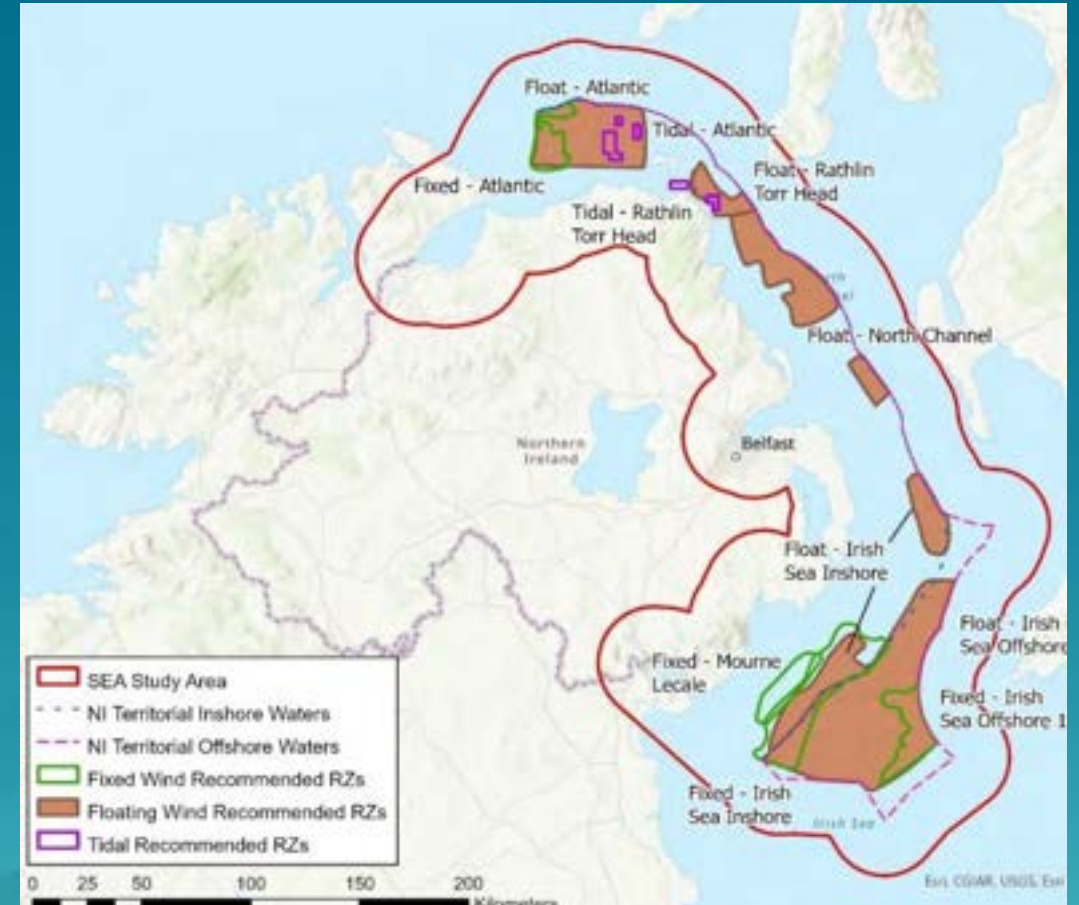 Float - Atlantic
Tidal - Atlantic
Fixed - Atlantic
Float - Rathlin
Torr Head
Tidal - Rathlin
Torr Head
Float - North Channel
Northern
Ireland
Belfast
Float - Irish
Sea Inshore
Float - Irish
Sea Offshore
Fixed - Mourne
Lecale
Fixed - Irish
Sea Offshore 1
Fixed - Irish
Sea Inshore
Irish Sea
SEA Study Area
NI Territorial Inshore Waters
NI Territorial Offshore Waters
Fixed Wind Recommended RZs
Floating Wind Recommended RZs
Tidal Recommended RZs
0 25 50 100 150 200
Kilometers
Esri, CGIAR, USGS, Esri